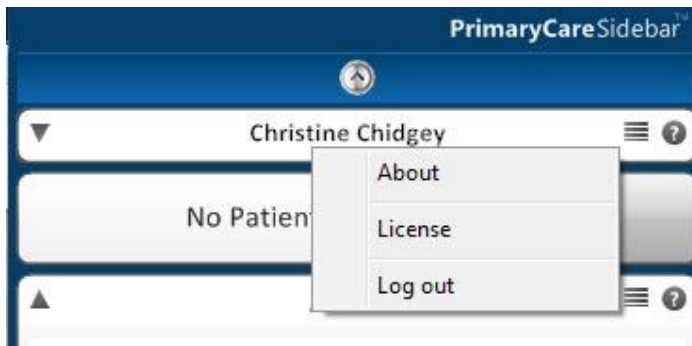 PrimaryCareSidebar™
Christine Chidgey
About
No Patien
License
Log out